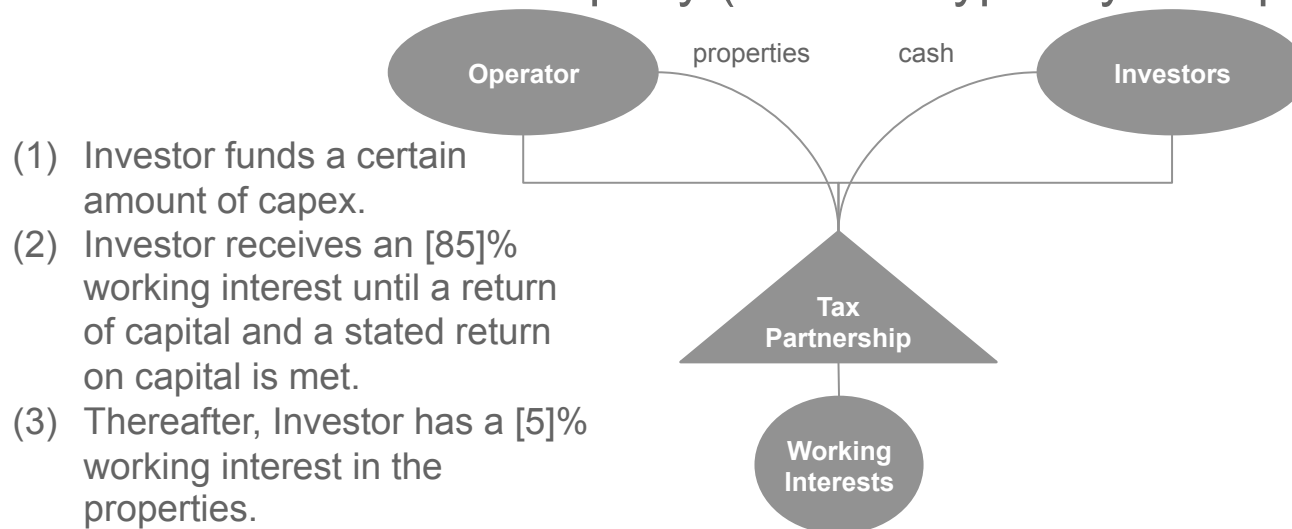 properties cash
Operator
Investors
(1) Investor funds a certain
amount of capex.
(2) Investor receives an [85]%
working interest until a return
of capital and a stated return
on capital is met.
(3) Thereafter, Investor has a [5]%
working interest in the
properties.
Tax
Partnership
Working
Interests